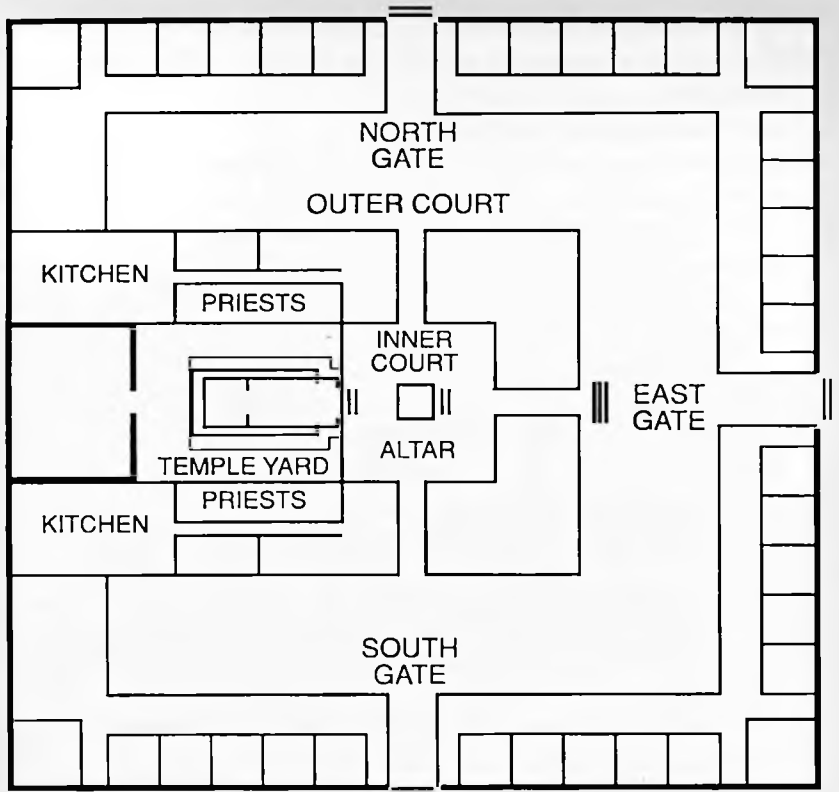 NORTH
GATE
OUTER COURT
KITCHEN
PRIESTS
INNER
COURT
EAST
GATE
ALTAR
TEMPLE YARD
PRIESTS
KITCHEN
SOUTH
GATE